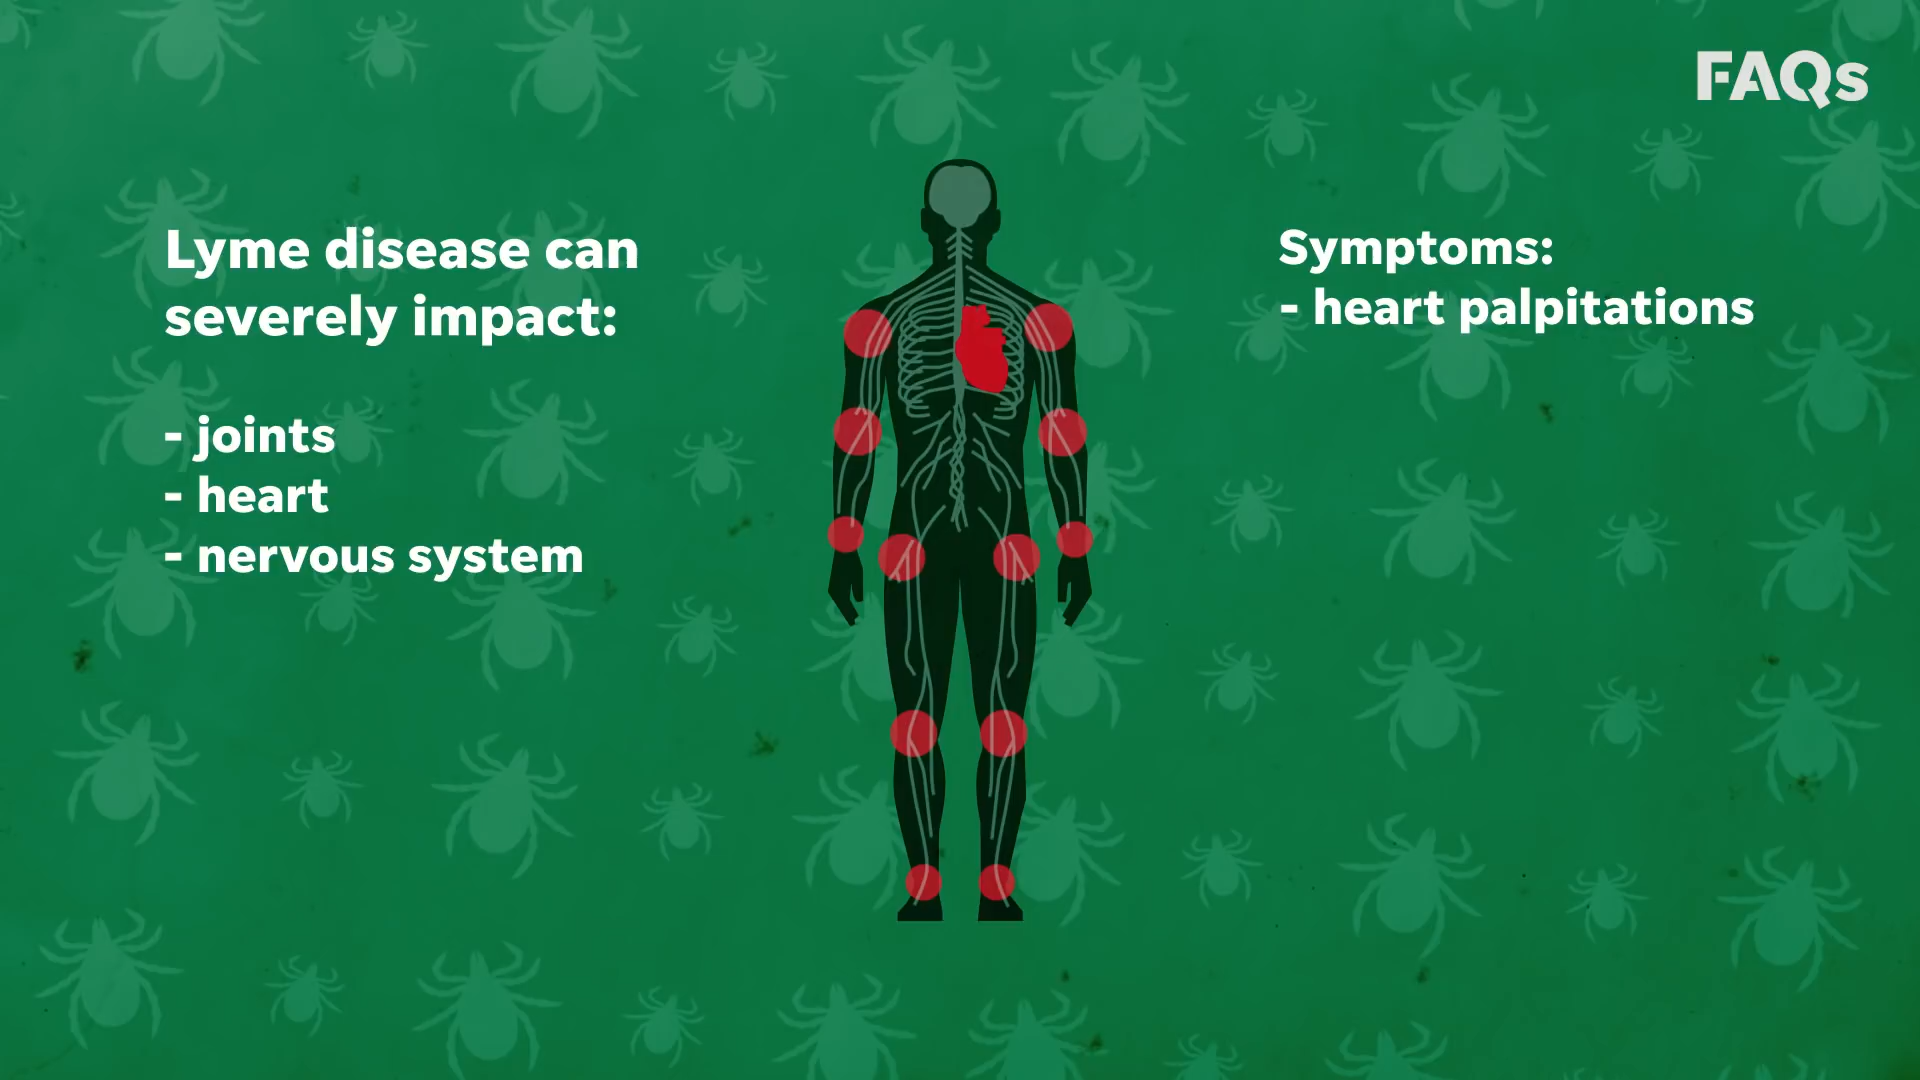 FAQs
Lyme disease can
severely impact:
- joints
- heart
- nervous system
Symptoms:
- heart palpitations